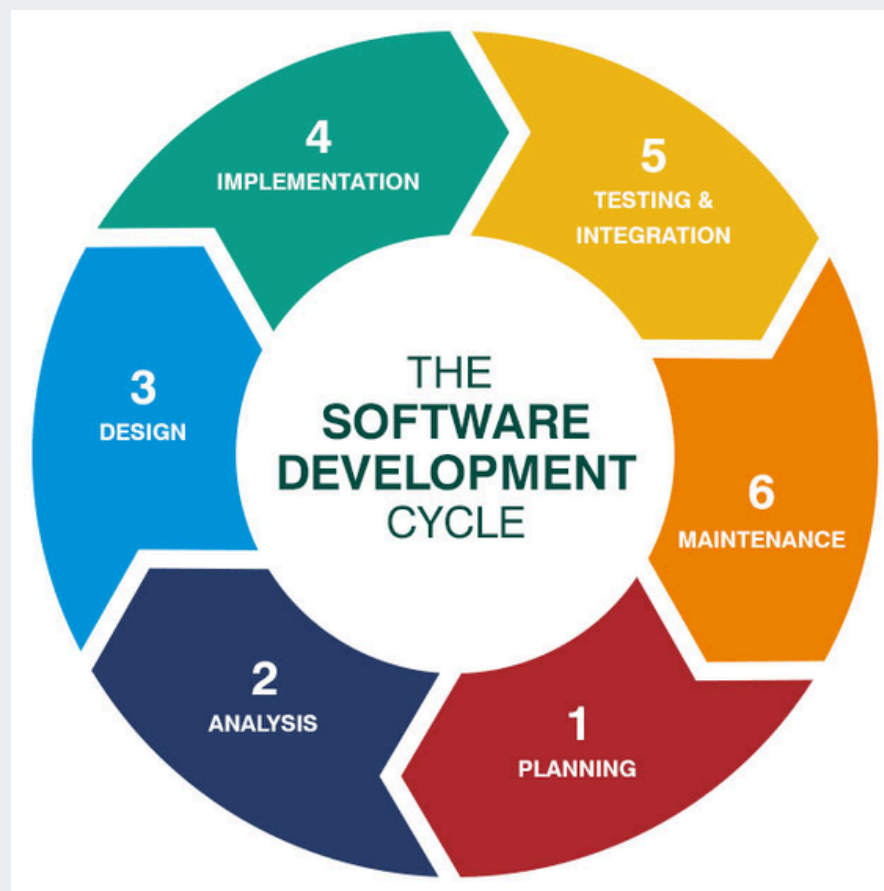 THE
SOFTWARE
DEVELOPMENT
CYCLE
1
PLANNING
2
ANALYSIS
3
DESIGN
4
IMPLEMENTATION
5
TESTING &
INTEGRATION
6
MAINTENANCE